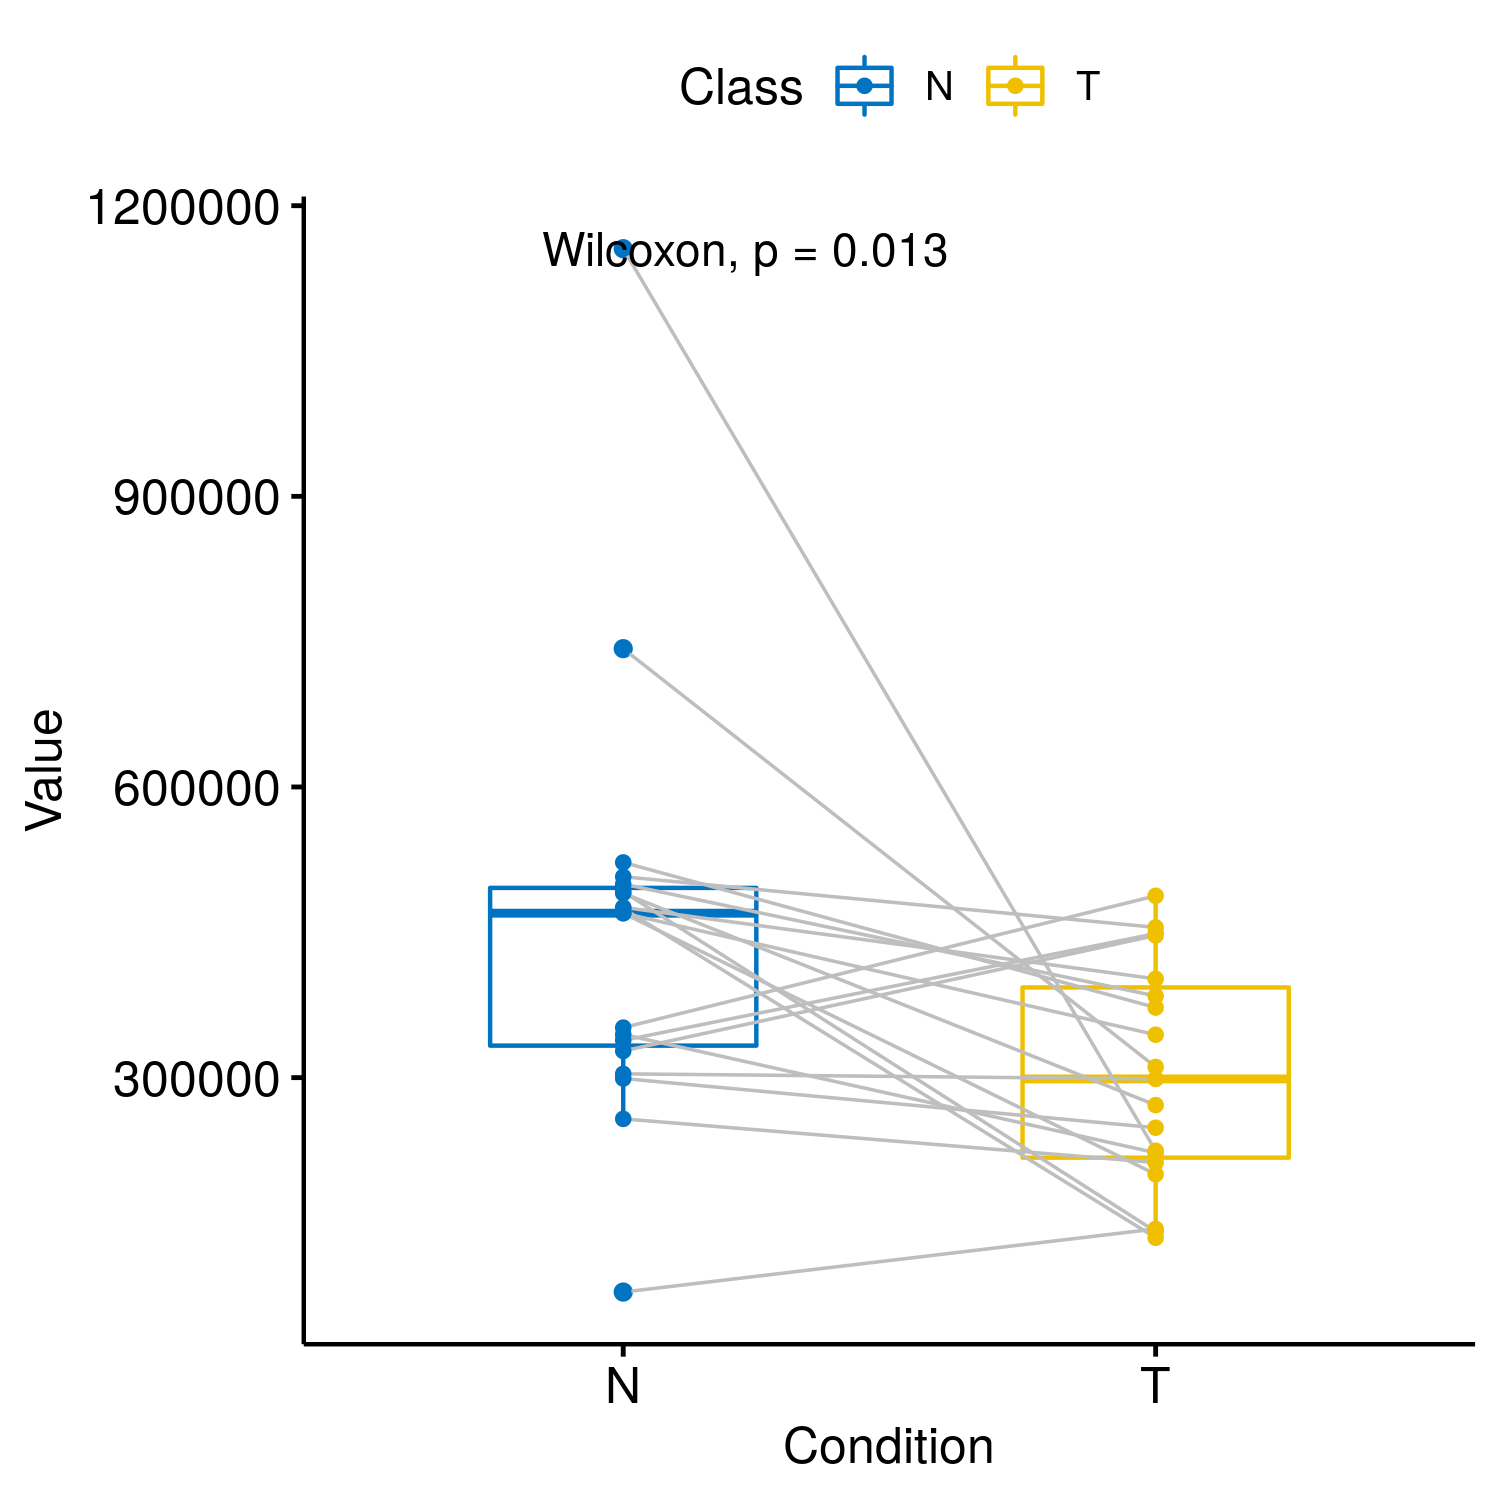 Class N T
1200000
Wilcoxon, p = 0.013
900000
600000
300000
Value
N T
Condition